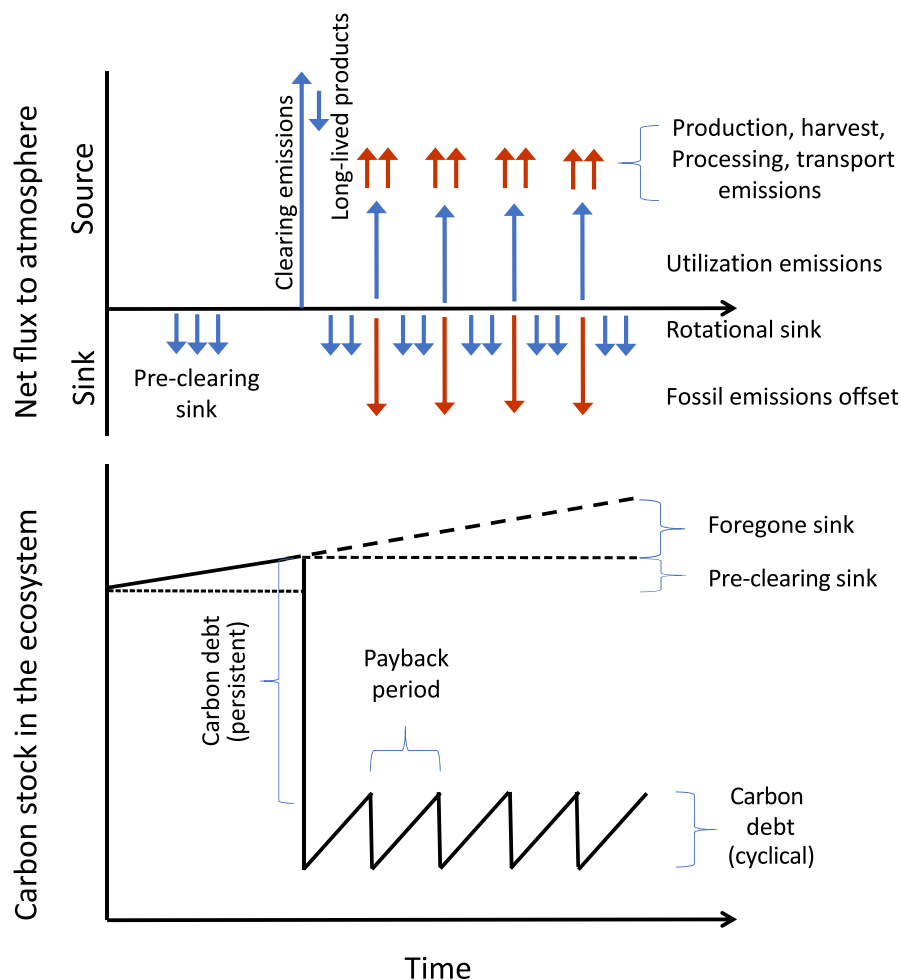 Net flux to atmosphere
Source
Sink
Clearing emissions
Long-lived products
Production, harvest,
Processing, transport
emissions
Utilization emissions
Rotational sink
Fossil emissions offset
Pre-clearing
sink
Carbon stock in the ecosystem
Foregone sink
Pre-clearing sink
Carbon debt
(persistent)
Payback
period
Carbon
debt
(cyclical)
Time